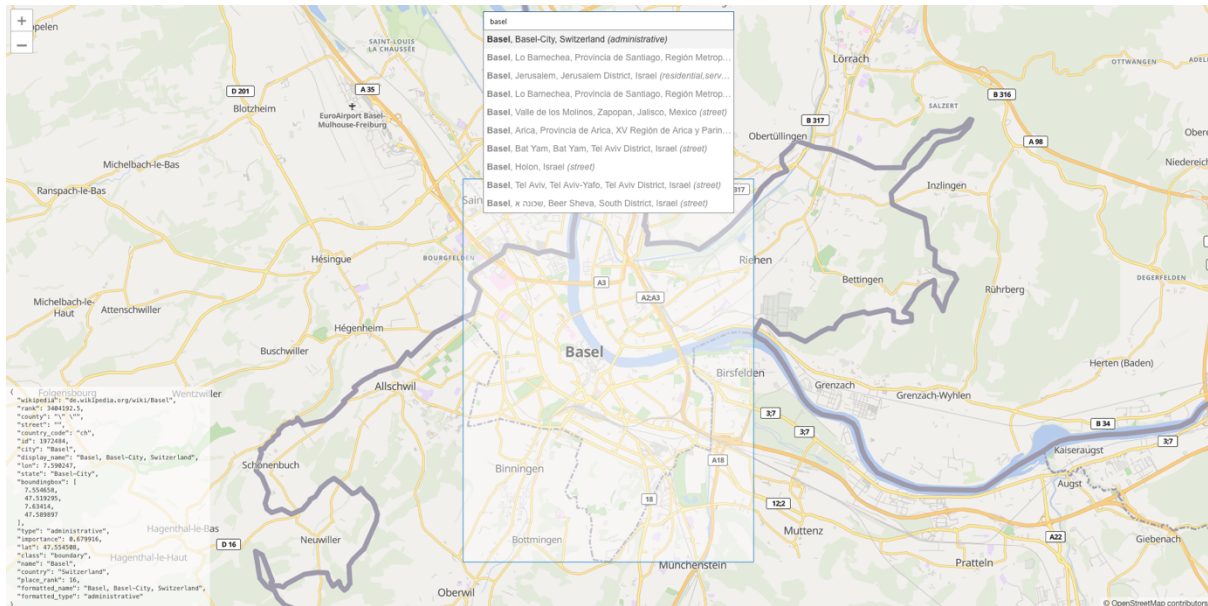 +
−
ppelen
SAINT-LOUIS
LA CHAUSSÉE
D 201
A 35
Blotzheim
EuroAirport Basel-
Mulhouse-Freiburg
Michelbach-le-Bas
Ranspach-le-Bas
Hésingue
BOURGFELDEN
Michelbach-le-
Haut
Attenschwiller
Hégenheim
Buschwiller
Folgensbourg
Wentzwiller
Allschwil
basel
Basel, Basel-City, Switzerland (administrative)
Basel, Lo Barnechea, Provincia de Santiago, Región Metrop...
Basel, Jerusalem, Jerusalem District, Israel (residential,serv...
Basel, Lo Barnechea, Provincia de Santiago, Región Metrop...
Basel, Valle de los Molinos, Zapopan, Jalisco, Mexico (street)
Basel, Arica, Provincia de Arica, XV Región de Arica y Parin...
Basel, Bat Yam, Bat Yam, Tel Aviv District, Israel (street)
Basel, Holon, Israel (street)
Basel, Tel Aviv, Tel Aviv-Yafo, Tel Aviv District, Israel (street)
Basel, שכונה א, Beer Sheva, South District, Israel (street)
Lörrach
OTTWANGEN
ADEL
B 316
SALZERT
B 317
Obertüllingen
A 98
Obere
Niedereich
Inzlingen
Sain
317
Riehen
Bettingen
Rührberg
DEGERFELDEN
A3
A2;A3
Basel
Birsfelden
Grenzach
Grenzach-Wyhlen
Herten (Baden)
3;7
3;7
B 34
3;7
Kaiseraugst
Augst
A18
Binningen
18
12;2
Muttenz
A22
Giebenach
Pratteln
Bottmingen
Münchenstein
Oberwil
Schönenbuch
Hagenthal-le-Bas
Hagenthal-le-Haut
D 16
Neuwiller
{
"wikipedia": "de.wikipedia.org/wiki/Basel",
"rank": 3404192.5,
"county": "\" \"",
"street": "",
"country_code": "ch",
"id": 1972484,
"city": "Basel",
"display_name": "Basel, Basel-City, Switzerland",
"lon": 7.598247,
"state": "Basel-City",
"boundingbox": [
7.554658,
47.519295,
7.63414,
47.589897
],
"type": "administrative",
"importance": 0.679916,
"lat": 47.554508,
"class": "boundary",
"name": "Basel",
"country": "Switzerland",
"place_rank": 16,
"formatted_name": "Basel, Basel-City, Switzerland",
"formatted_type": "administrative"
}
© OpenStreetMap contributors